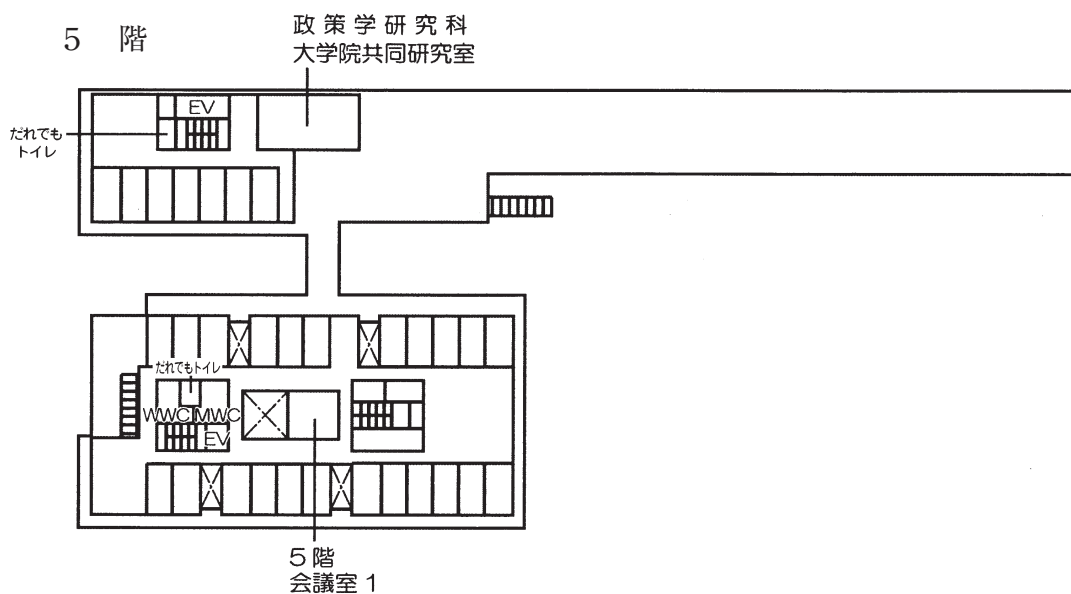 5 階
政策学研究科
大学院共同研究室
EV
だれでも
トイレ
だれでもトイレ
WWC MWC
EV
5階
会議室1